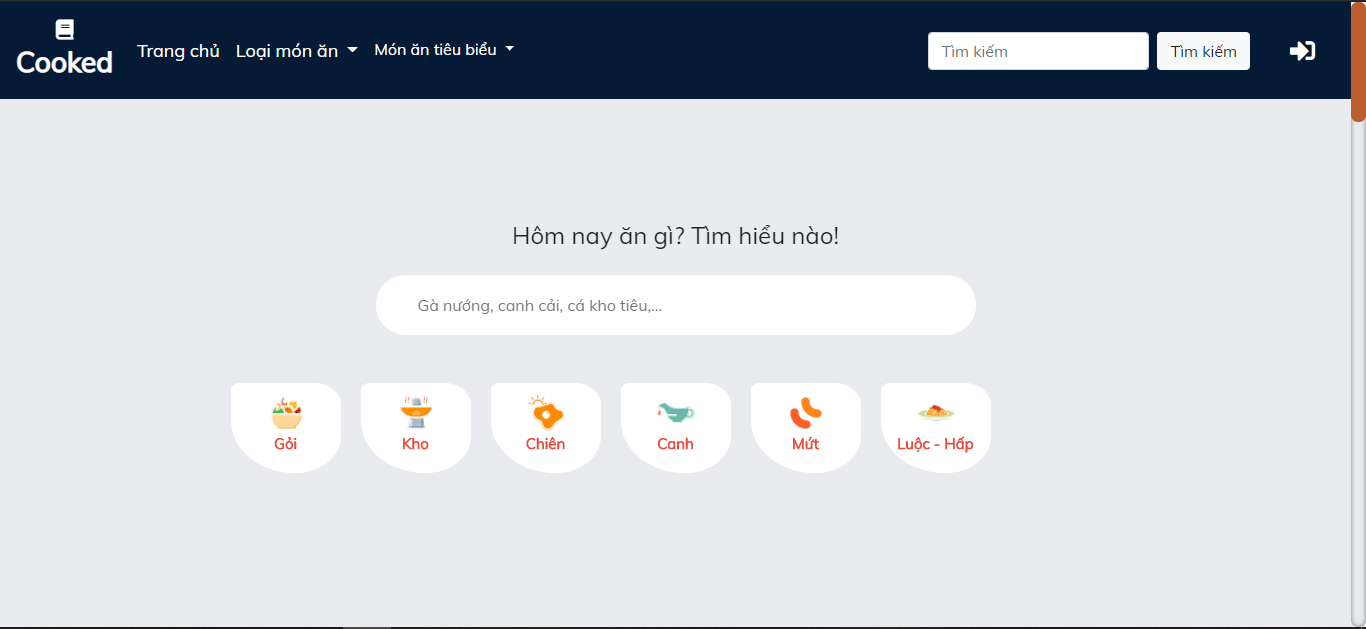 Cooked
Trang chủ Loại món ăn Món ăn tiêu biểu
Tìm kiếm Tìm kiếm
Hôm nay ăn gì? Tìm hiểu nào!
Gà nướng, canh cải, cá kho tiêu,...
Gỏi Kho Chiên Canh Mứt Luộc - Hấp